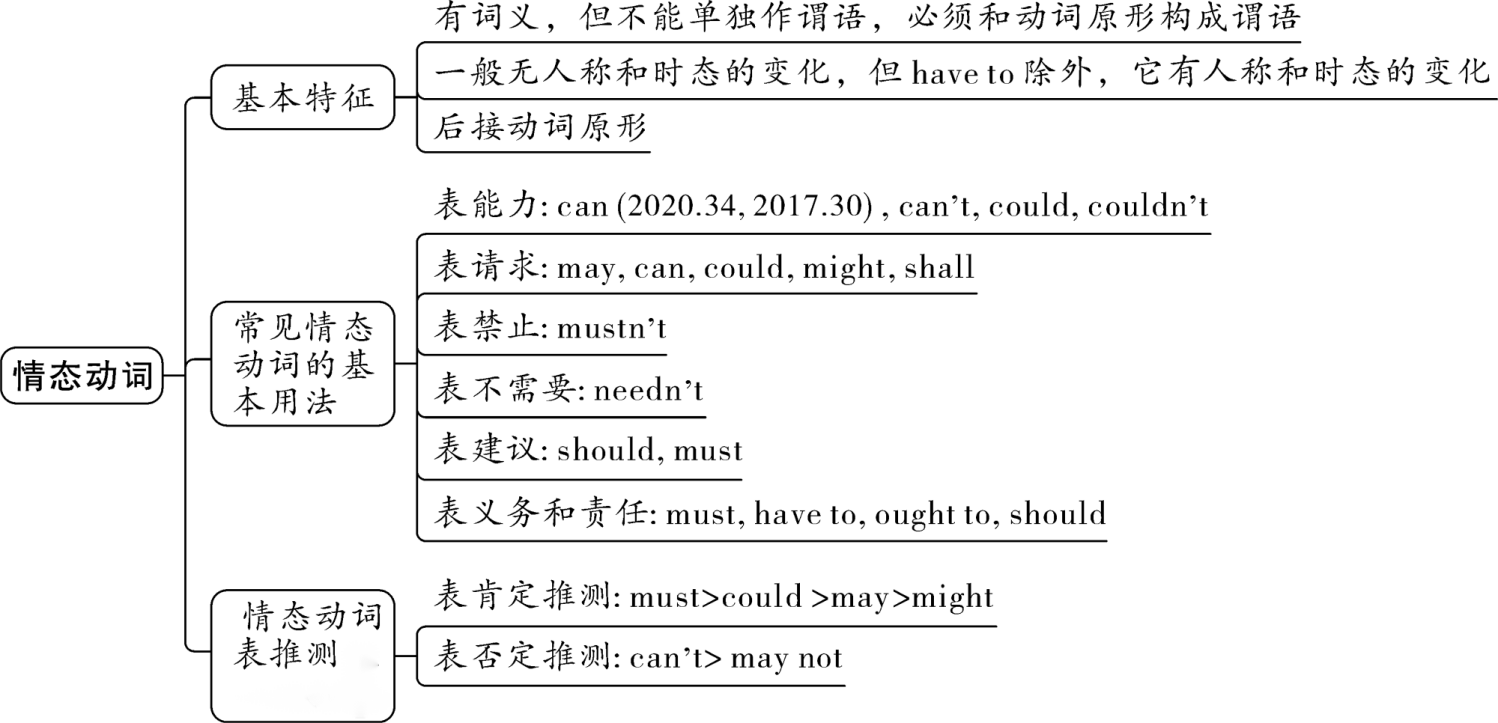 情态动词
基本特征
有词义，但不能单独作谓语，必须和动词原形构成谓语
一般无人称和时态的变化，但 have to 除外，它有人称和时态的变化
后接动词原形
常见情态
动词的基
本用法
表能力: can (2020.34, 2017.30) , can't, could, couldn't
表请求: may, can, could, might, shall
表禁止: mustn't
表不需要: needn't
表建议: should, must
表义务和责任: must, have to, ought to, should
情态动词
表推测
表肯定推测: must>could >may>might
表否定推测: can't> may not